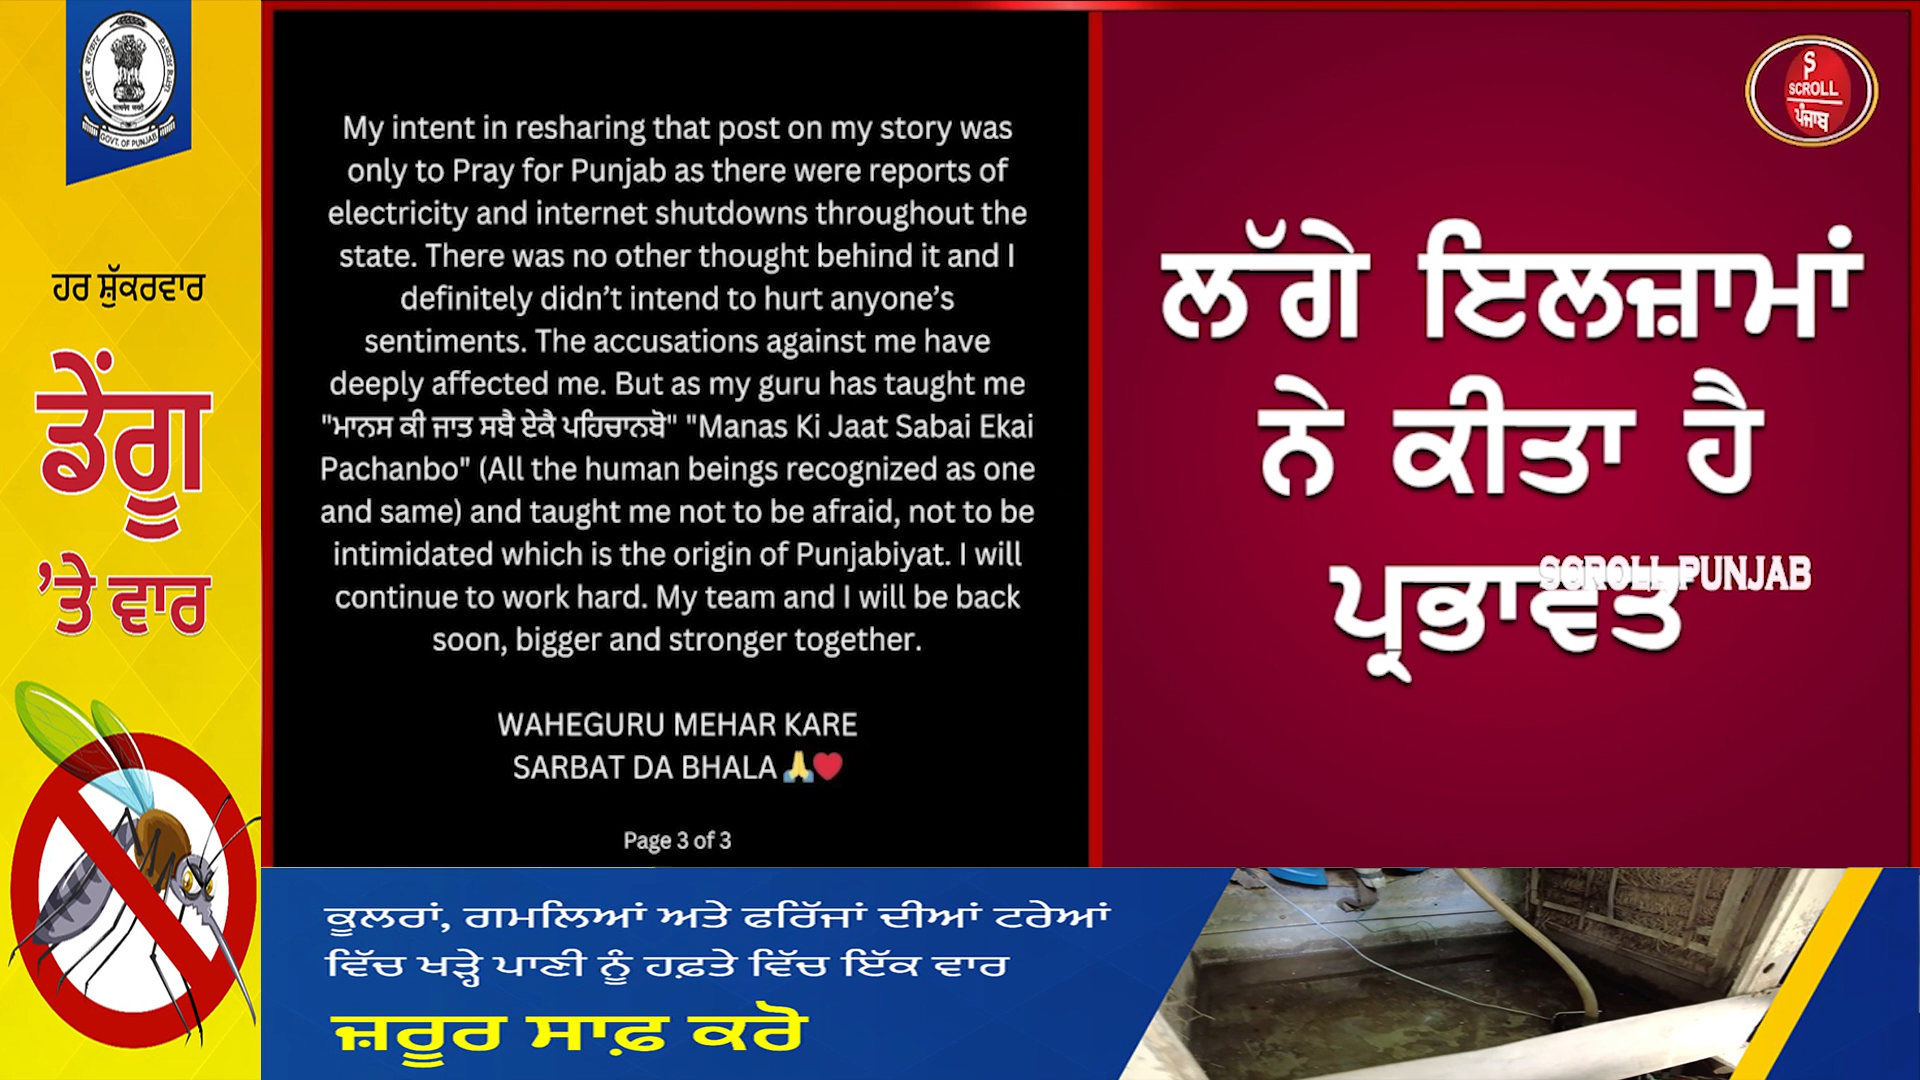 GOVT. OF PUNJAB
ਹਰ ਸ਼ੁੱਕਰਵਾਰ
ਡੇਂਗੂ
’ਤੇ ਵਾਰ
My intent in resharing that post on my story was
only to Pray for Punjab as there were reports of
electricity and internet shutdowns throughout the
state. There was no other thought behind it and I
definitely didn’t intend to hurt anyone’s
sentiments. The accusations against me have
deeply affected me. But as my guru has taught me
"ਮਾਨਸ ਕੀ ਜਾਤ ਸਬੈ ਏਕੈ ਪਹਿਚਾਨਬੋ" "Manas Ki Jaat Sabai Ekai
Pachanbo" (All the human beings recognized as one
and same) and taught me not to be afraid, not to be
intimidated which is the origin of Punjabiyat. I will
continue to work hard. My team and I will be back
soon, bigger and stronger together.
WAHEGURU MEHAR KARE
SARBAT DA BHALA 🙏❤️
Page 3 of 3
SP
SCROLL
ਪੰਜਾਬ
ਲੱਗੇ ਇਲਜ਼ਾਮਾਂ
ਨੇ ਕੀਤਾ ਹੈ
ਪ੍ਰਭਾਵਤ
SCROLL PUNJAB
ਕੂਲਰਾਂ, ਗਮਲਿਆਂ ਅਤੇ ਫਰਿੱਜਾਂ ਦੀਆਂ ਟਰੇਆਂ
ਵਿੱਚ ਖੜ੍ਹੇ ਪਾਣੀ ਨੂੰ ਹਫ਼ਤੇ ਵਿੱਚ ਇੱਕ ਵਾਰ
ਜ਼ਰੂਰ ਸਾਫ਼ ਕਰੋ